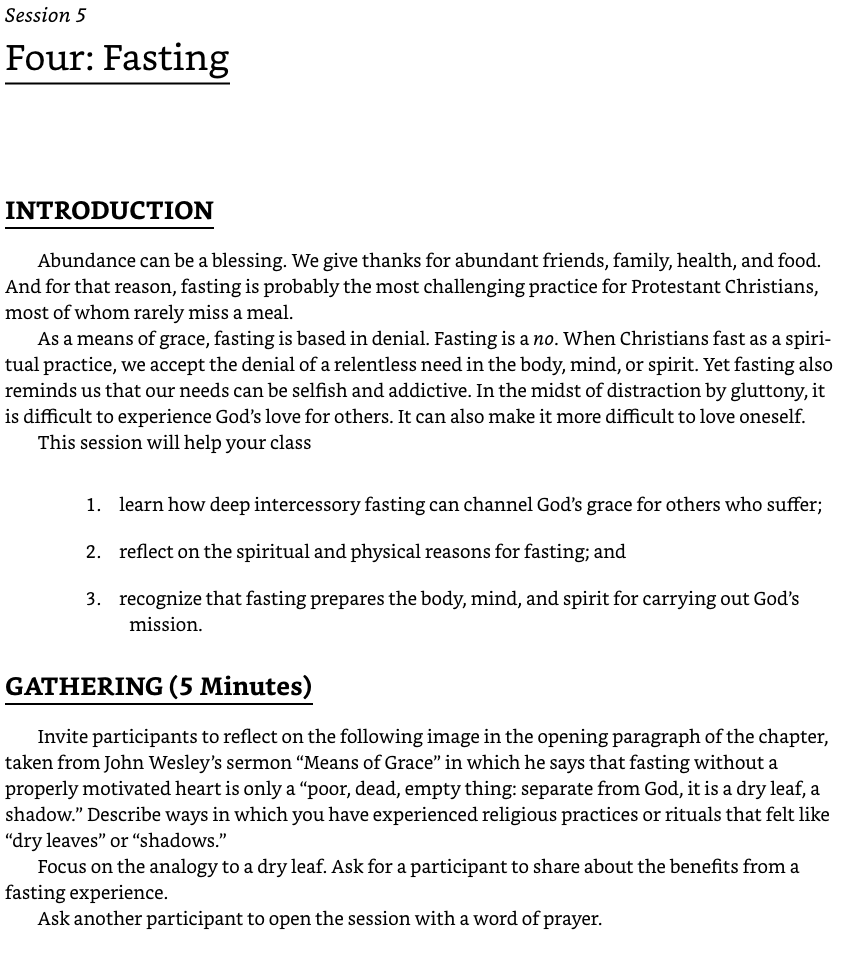 Session 5
Four: Fasting
INTRODUCTION
Abundance can be a blessing. We give thanks for abundant friends, family, health, and food.
And for that reason, fasting is probably the most challenging practice for Protestant Christians,
most of whom rarely miss a meal.
As a means of grace, fasting is based in denial. Fasting is a no. When Christians fast as a spiri-
tual practice, we accept the denial of a relentless need in the body, mind, or spirit. Yet fasting also
reminds us that our needs can be selfish and addictive. In the midst of distraction by gluttony, it
is difficult to experience God’s love for others. It can also make it more difficult to love oneself.
This session will help your class
1. learn how deep intercessory fasting can channel God’s grace for others who suffer;
2. reflect on the spiritual and physical reasons for fasting; and
3. recognize that fasting prepares the body, mind, and spirit for carrying out God’s
mission.
GATHERING (5 Minutes)
Invite participants to reflect on the following image in the opening paragraph of the chapter,
taken from John Wesley’s sermon “Means of Grace” in which he says that fasting without a
properly motivated heart is only a “poor, dead, empty thing: separate from God, it is a dry leaf, a
shadow.” Describe ways in which you have experienced religious practices or rituals that felt like
“dry leaves” or “shadows.”
Focus on the analogy to a dry leaf. Ask for a participant to share about the benefits from a
fasting experience.
Ask another participant to open the session with a word of prayer.